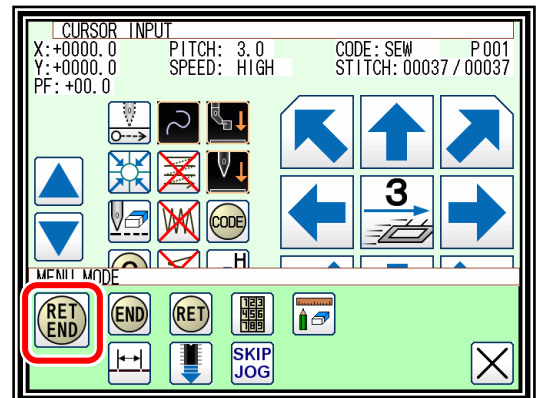 CURSOR INPUT
X:+0000.0 PITCH: 3.0 CODE:SEW P001
Y:+0000.0 SPEED: HIGH STITCH:00037/00037
PF:+00.0
3
CODE
H
MENU MODE
RET END
END
RET
123
456
789
SKIP
JOG